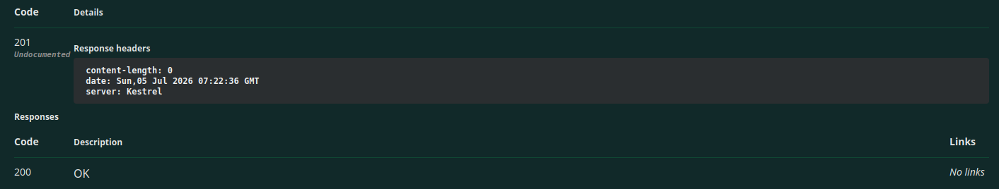 Code Details
201
Undocumented
Response headers
content-length: 0
date: Sun,05 Jul 2026 07:22:36 GMT
server: Kestrel
Responses
Code Description Links
200 OK No links